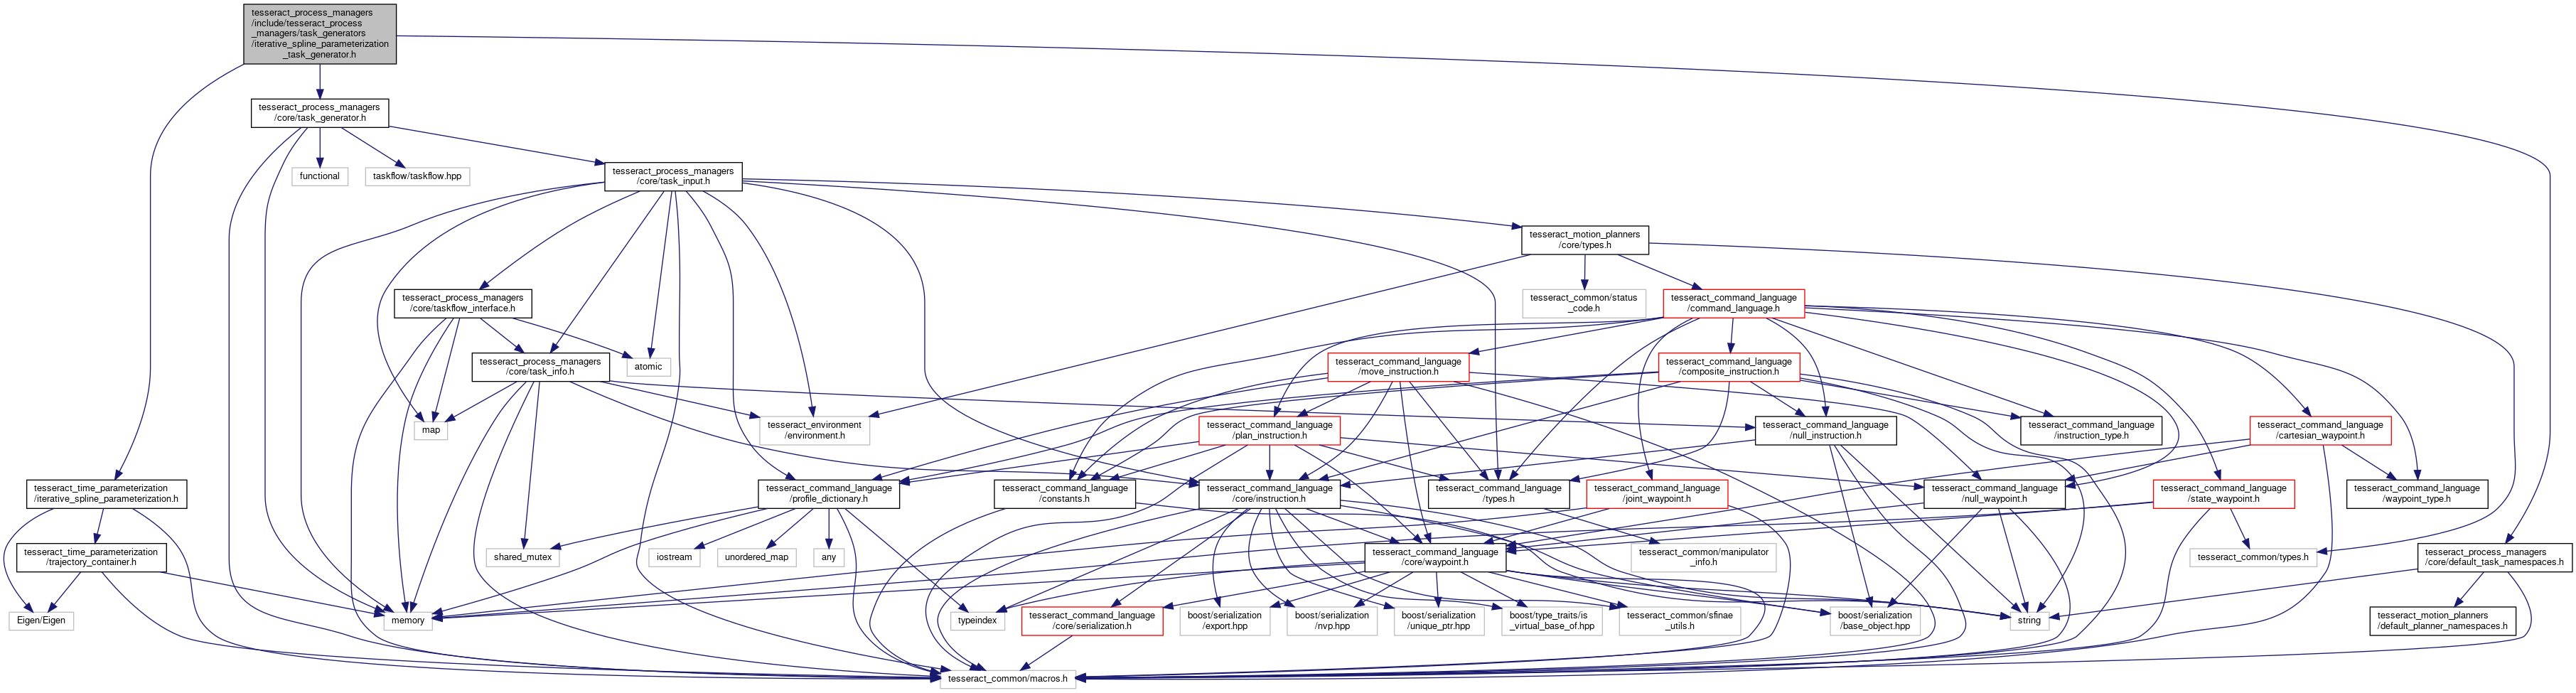 tesseract_process_managers
/include/tesseract_process
_managers/task_generators
/iterative_spline_parameterization
_task_generator.h
tesseract_process_managers
/core/task_generator.h
functional
taskflow/taskflow.hpp
tesseract_process_managers
/core/task_input.h
tesseract_motion_planners
/core/types.h
tesseract_process_managers
/core/taskflow_interface.h
tesseract_common/status
_code.h
tesseract_command_language
/command_language.h
tesseract_process_managers
/core/task_info.h
atomic
tesseract_command_language
/move_instruction.h
tesseract_command_language
/composite_instruction.h
map
tesseract_environment
/environment.h
tesseract_command_language
/plan_instruction.h
tesseract_command_language
/null_instruction.h
tesseract_command_language
/instruction_type.h
tesseract_command_language
/cartesian_waypoint.h
tesseract_time_parameterization
/iterative_spline_parameterization.h
tesseract_command_language
/profile_dictionary.h
tesseract_command_language
/constants.h
tesseract_command_language
/core/instruction.h
tesseract_command_language
/types.h
tesseract_command_language
/joint_waypoint.h
tesseract_command_language
/null_waypoint.h
tesseract_command_language
/state_waypoint.h
tesseract_command_language
/waypoint_type.h
tesseract_time_parameterization
/trajectory_container.h
shared_mutex
iostream
unordered_map
any
tesseract_command_language
/core/waypoint.h
tesseract_common/manipulator
_info.h
tesseract_common/types.h
tesseract_process_managers
/core/default_task_namespaces.h
Eigen/Eigen
memory
typeindex
tesseract_command_language
/core/serialization.h
boost/serialization
/export.hpp
boost/serialization
/nvp.hpp
boost/serialization
/unique_ptr.hpp
boost/type_traits/is
_virtual_base_of.hpp
tesseract_common/sfinae
_utils.h
boost/serialization
/base_object.hpp
string
tesseract_motion_planners
/default_planner_namespaces.h
tesseract_common/macros.h